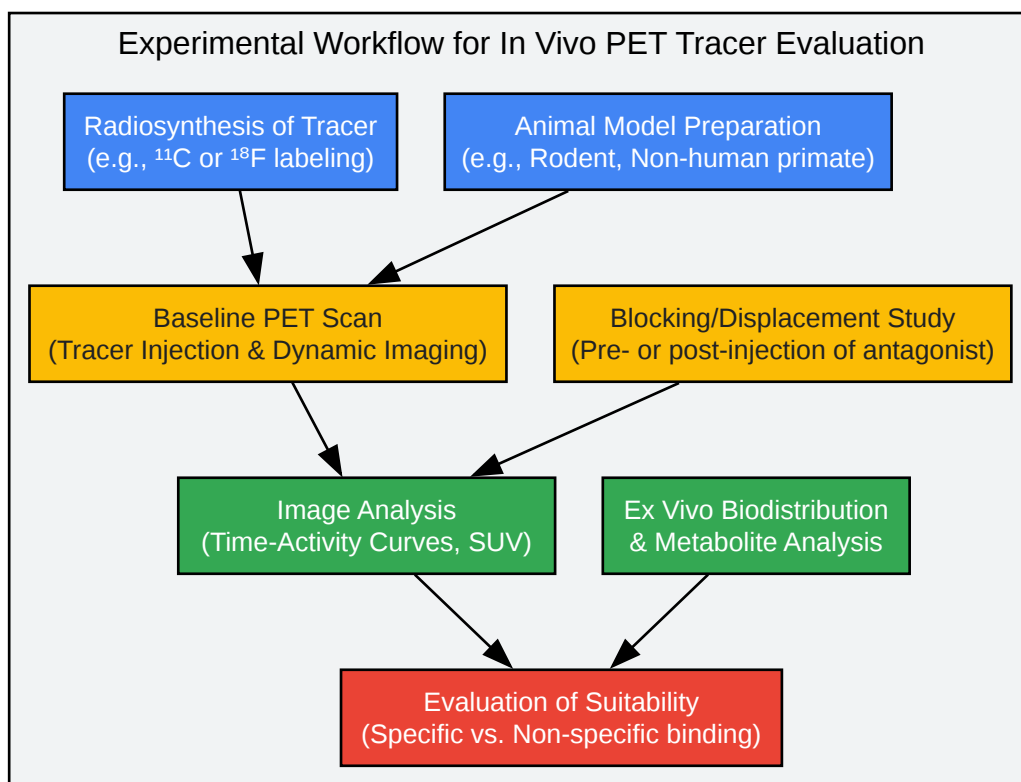 Experimental Workflow for In Vivo PET Tracer Evaluation
Radiosynthesis of Tracer
(e.g., ¹¹C or ¹⁸F labeling)
Animal Model Preparation
(e.g., Rodent, Non-human primate)
Baseline PET Scan
(Tracer Injection & Dynamic Imaging)
Blocking/Displacement Study
(Pre- or post-injection of antagonist)
Image Analysis
(Time-Activity Curves, SUV)
Ex Vivo Biodistribution
& Metabolite Analysis
Evaluation of Suitability
(Specific vs. Non-specific binding)